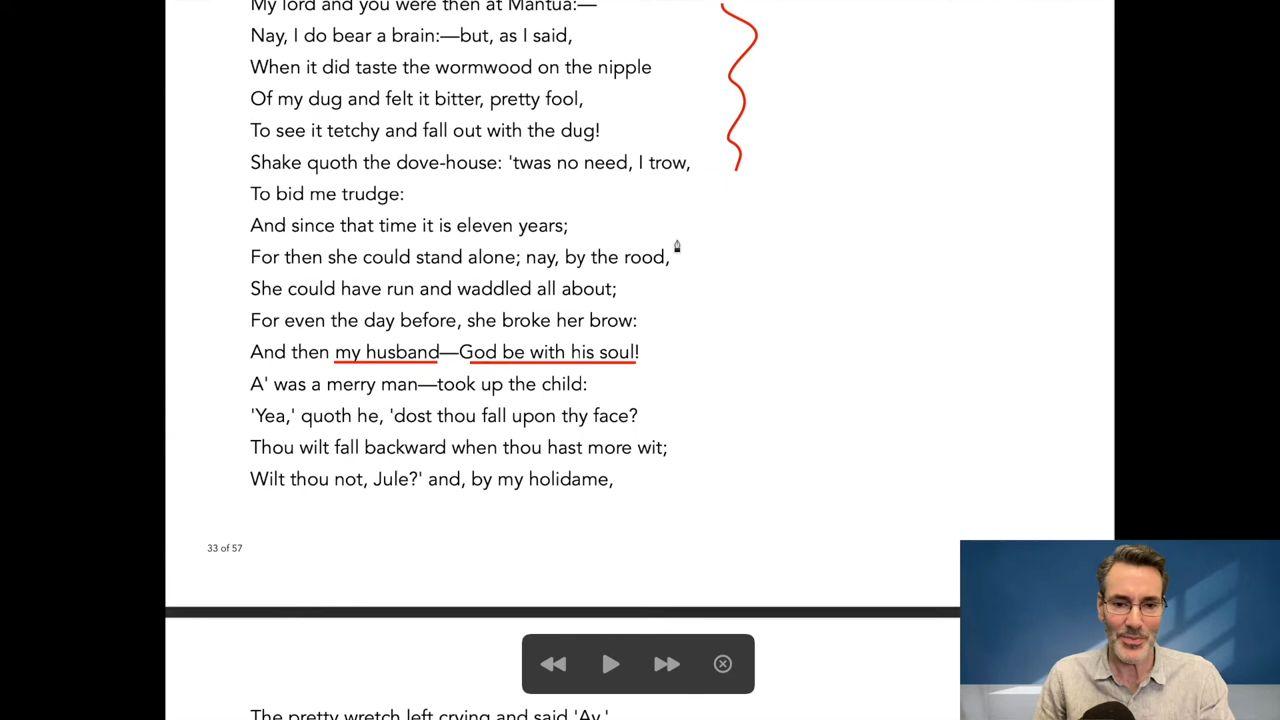 My lord and you were then at Mantua:—
Nay, I do bear a brain:—but, as I said,
When it did taste the wormwood on the nipple
Of my dug and felt it bitter, pretty fool,
To see it tetchy and fall out with the dug!
Shake quoth the dove-house: 'twas no need, I trow,
To bid me trudge:
And since that time it is eleven years;
For then she could stand alone; nay, by the rood,
She could have run and waddled all about;
For even the day before, she broke her brow:
And then my husband—God be with his soul!
A' was a merry man—took up the child:
'Yea,' quoth he, 'dost thou fall upon thy face?
Thou wilt fall backward when thou hast more wit;
Wilt thou not, Jule?' and, by my holidame,
33 of 57
The pretty wretch left crying and said 'Ay.'